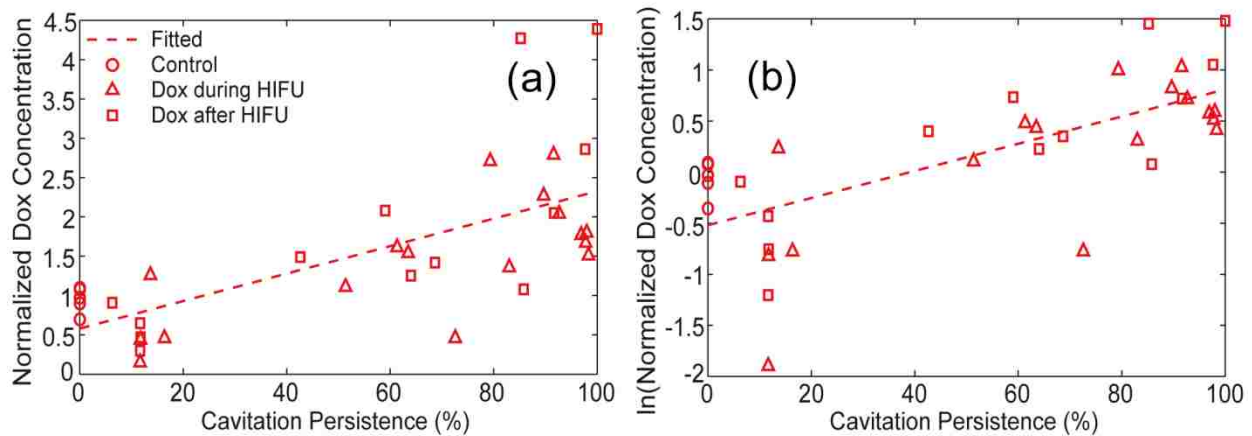 4.5
4
3.5
3
2.5
2
1.5
1
0.5
0
Normalized Dox Concentration
Fitted
Control
Dox during HIFU
Dox after HIFU
(a)
0 20 40 60 80 100
Cavitation Persistence (%)
1.5
1
0.5
0
-0.5
-1
-1.5
-2
ln(Normalized Dox Concentration)
(b)
0 20 40 60 80 100
Cavitation Persistence (%)